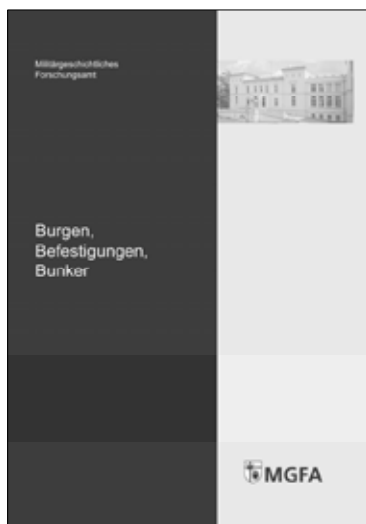 Militärgeschichtliches
Forschungsamt
Burgen,
Befestigungen,
Bunker
MGFA